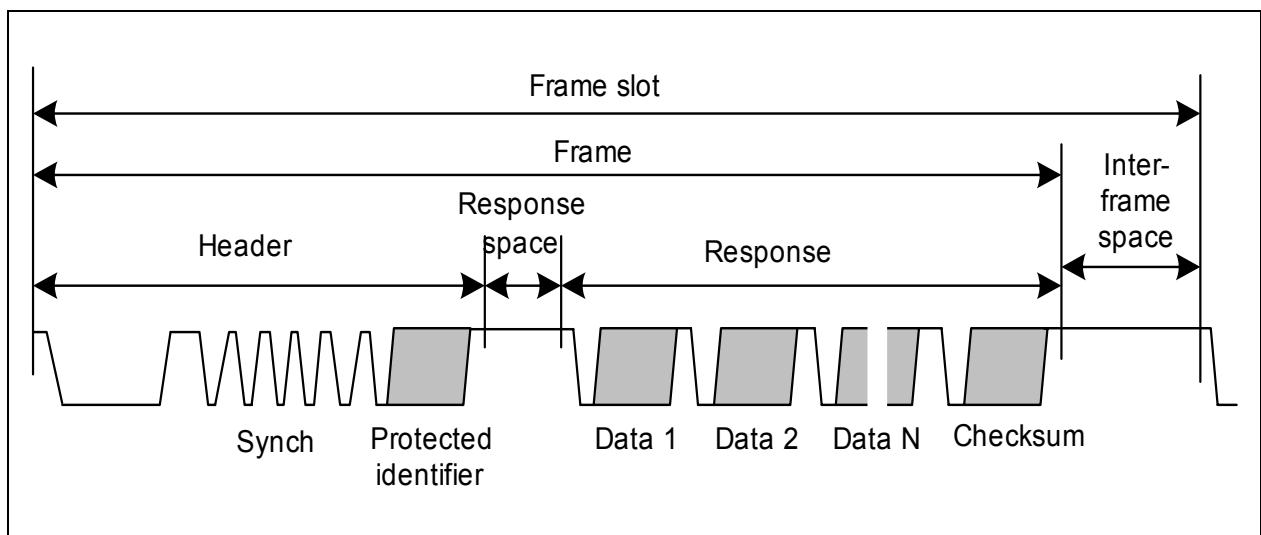 Frame slot
Frame
Inter-
frame
space
Response
space
Header
Response
Synch
Protected
identifier
Data 1
Data 2
Data N
Checksum